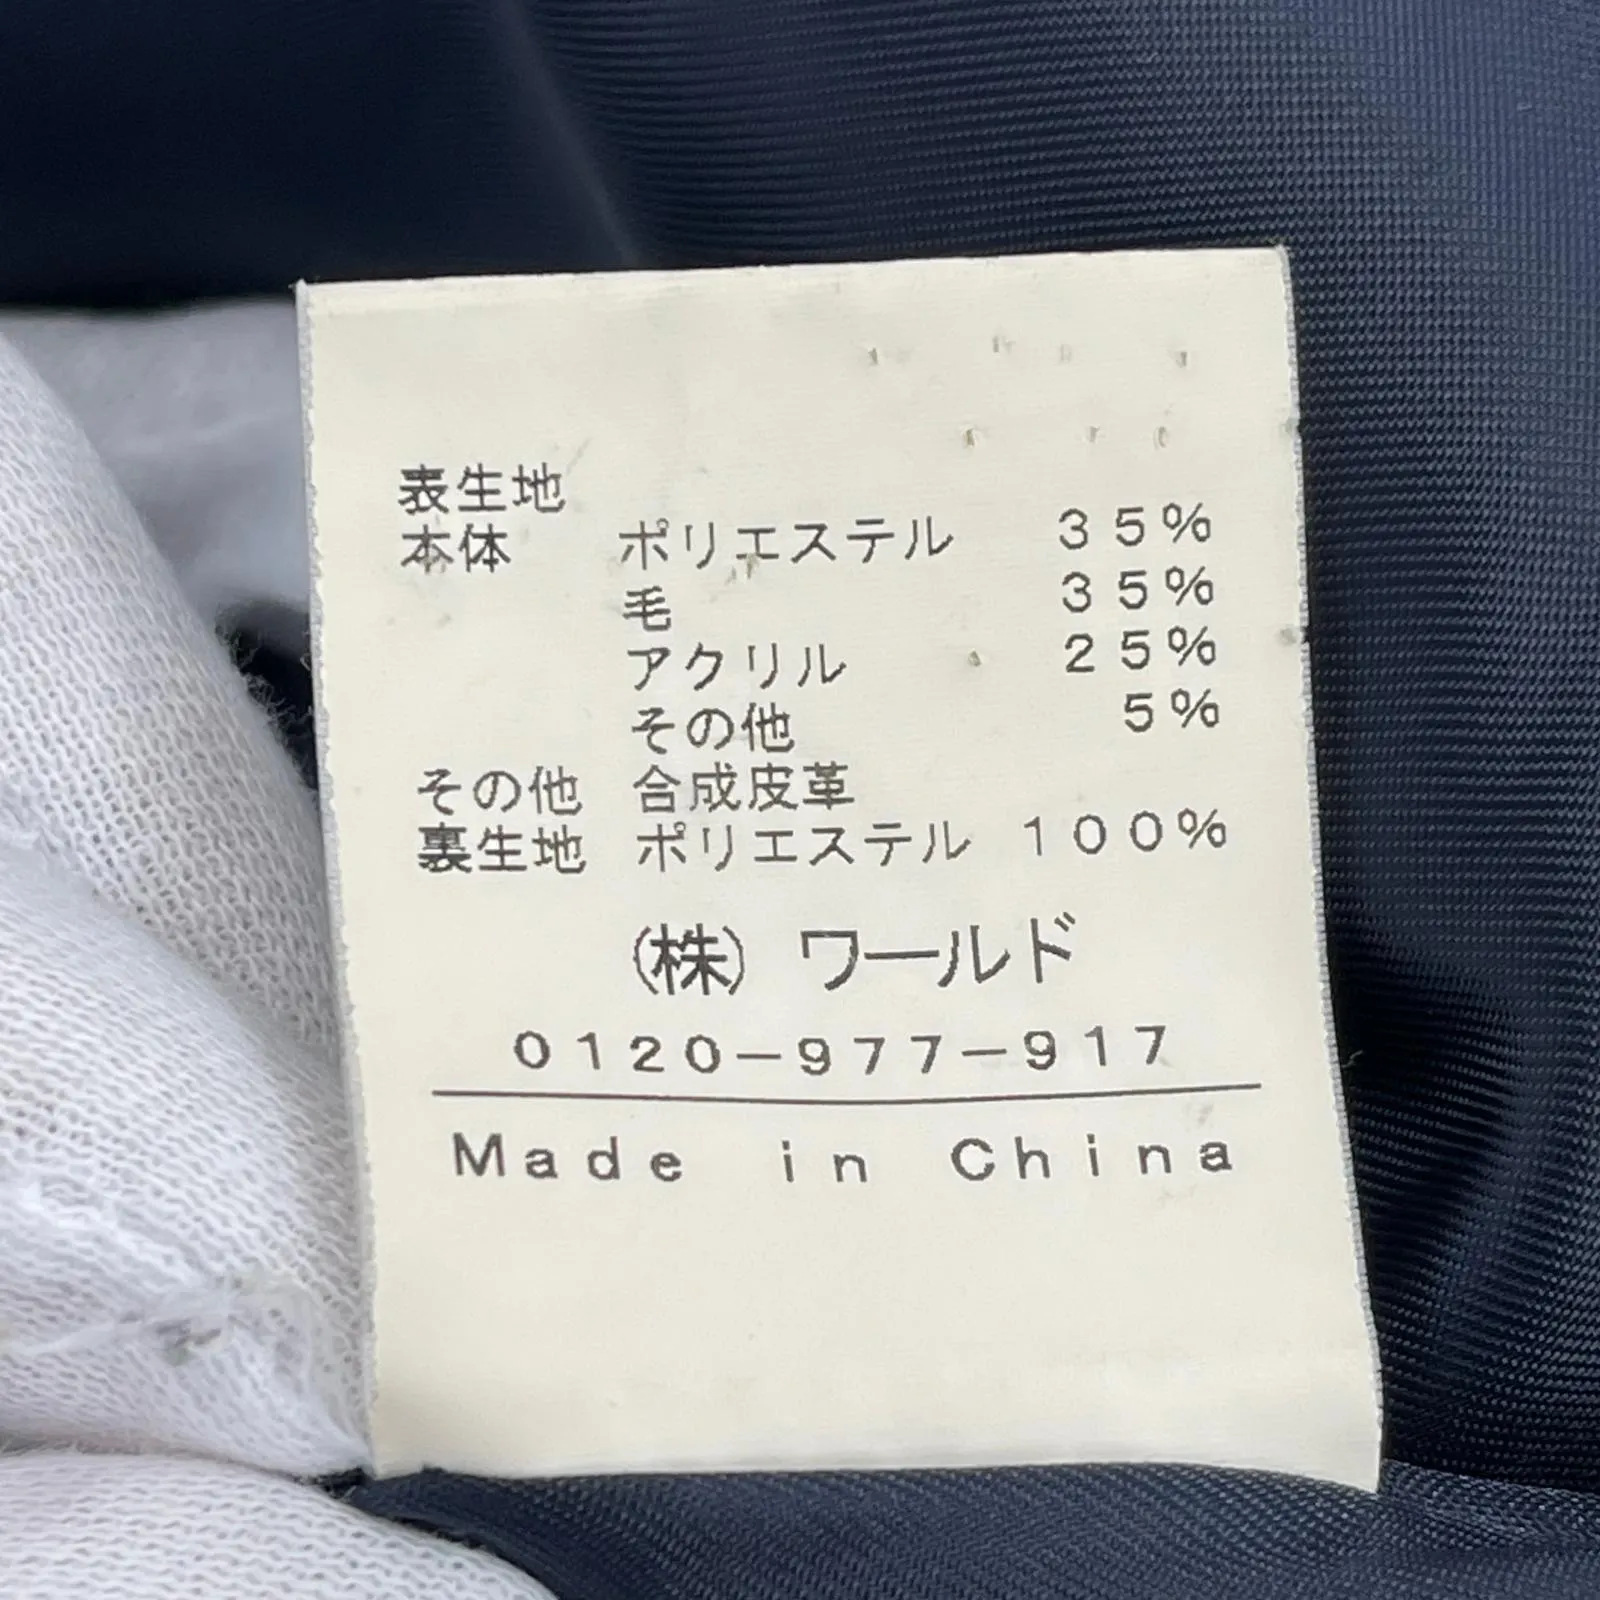 表生地
本体 ポリエステル 35%
毛 35%
アクリル 25%
その他 5%
その他 合成皮革
裏生地 ポリエステル 100%
(株) ワールド
0120-977-917
Made in China